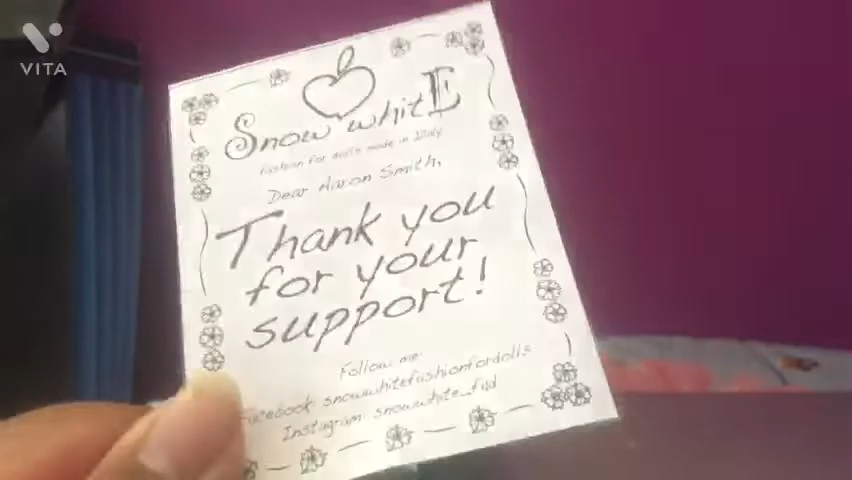 VITA
Snow whitE
fashion for dolls made in Italy
Dear Aaron Smith,
Thank you
for your
support!
Follow me:
Facebook: snowwhitefashionfordolls
Instagram: snowwhite_ffd